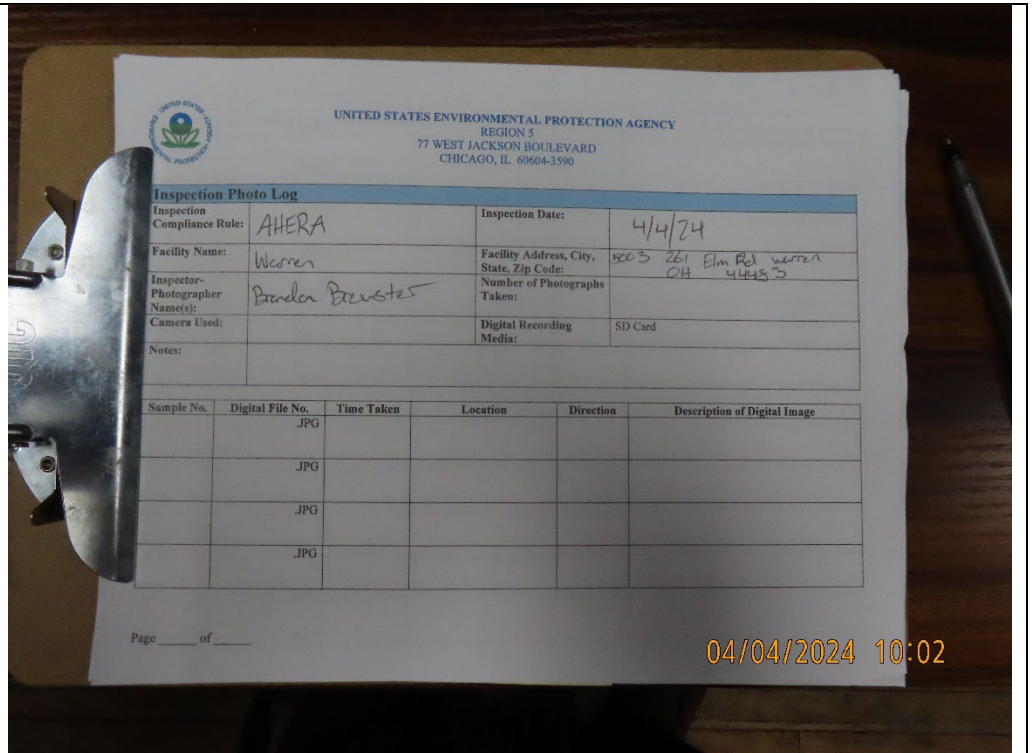 UNITED STATES ENVIRONMENTAL PROTECTION AGENCY
REGION 5
77 WEST JACKSON BOULEVARD
CHICAGO, IL 60604-3590
Inspection Photo Log
Inspection Compliance Rule: AHERA
Inspection Date: 4/4/24
Facility Name: Warren
Facility Address, City, State, Zip Code: 261 Elm Rd Warren
OH 44483
Inspector-Photographer Name(s): Brandon Brewster
Number of Photographs Taken:
Camera Used:
Digital Recording Media: SD Card
Notes:
Sample No. Digital File No. Time Taken Location Direction Description of Digital Image
.JPG
.JPG
.JPG
.JPG
Page ______ of ______
04/04/2024 10:02